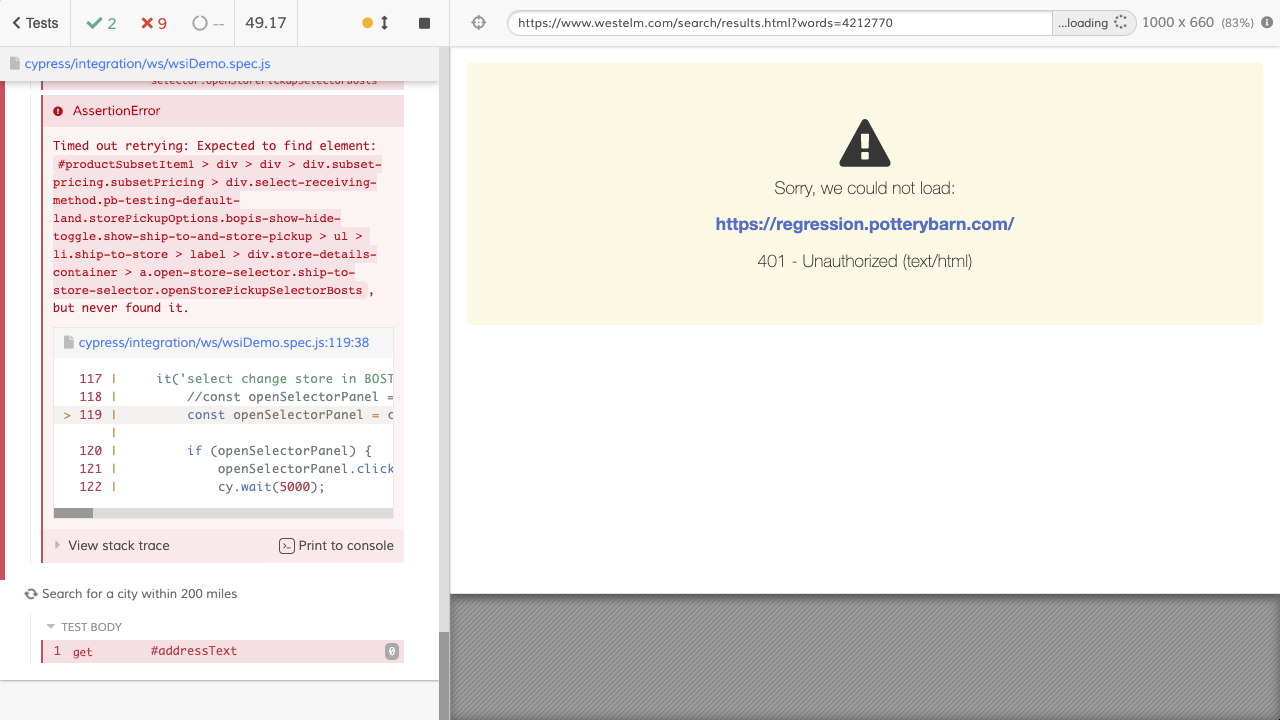 Tests
2
9
--
49.17
cypress/integration/ws/wsiDemo.spec.js
selector.openStorePickupSelectorBosts
AssertionError
Timed out retrying: Expected to find element:
#productSubsetItem1 > div > div > div.subset-
pricing.subsetPricing > div.select-receiving-
method.pb-testing-default-
land.storePickupOptions.bopis-show-hide-
toggle.show-ship-to-and-store-pickup > ul >
li.ship-to-store > label > div.store-details-
container > a.open-store-selector.ship-to-
store-selector.openStorePickupSelectorBosts ,
but never found it.
cypress/integration/ws/wsiDemo.spec.js:119:38
117 | it('select change store in BOST
118 | //const openSelectorPanel =
> 119 | const openSelectorPanel = c
|
120 | if (openSelectorPanel) {
121 | openSelectorPanel.click
122 | cy.wait(5000);
View stack trace
Print to console
Search for a city within 200 miles
TEST BODY
1 get #addressText 0
https://www.westelm.com/search/results.html?words=4212770
...loading
1000 x 660 (83%)
Sorry, we could not load:
https://regression.potterybarn.com/
401 - Unauthorized (text/html)